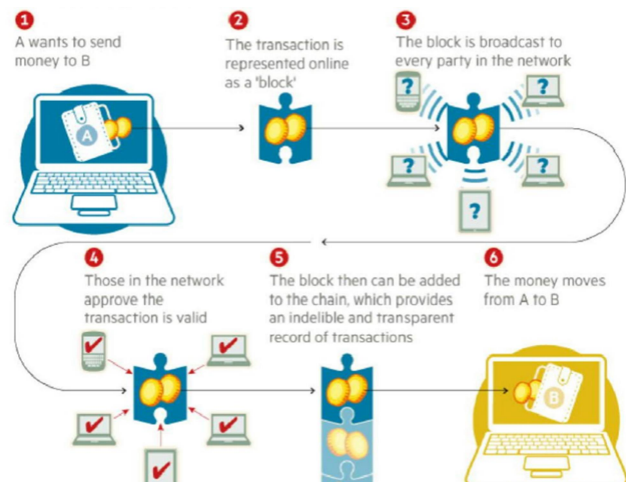 1
A wants to send
money to B
A
2
The transaction is
represented online
as a 'block'
3
The block is broadcast to
every party in the network
?
?
?
?
?
4
Those in the network
approve the
transaction is valid
5
The block then can be added
to the chain, which provides
an indelible and transparent
record of transactions
6
The money moves
from A to B
B